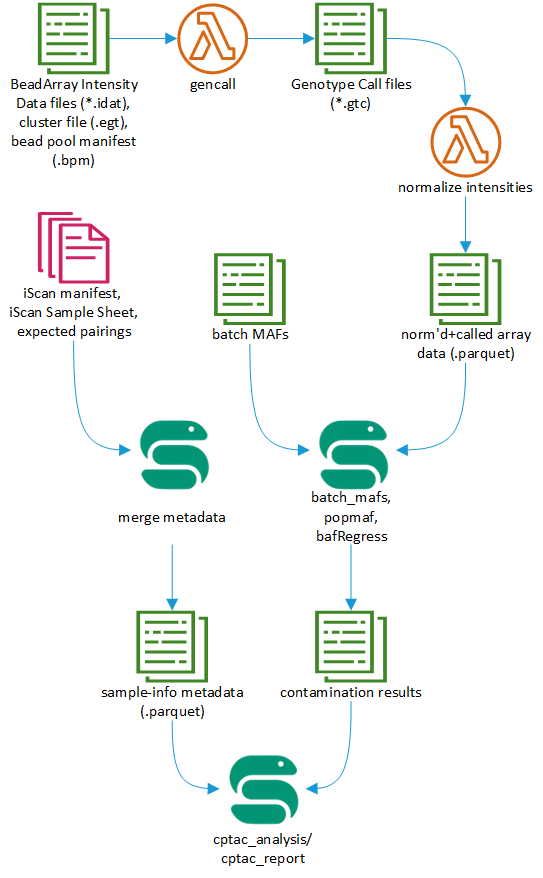 BeadArray Intensity
Data files (*.idat),
cluster file (.egt),
bead pool manifest
(.bpm)
gencall
Genotype Call files
(*.gtc)
normalize intensities
iScan manifest,
iScan Sample Sheet,
expected pairings
batch MAFs
norm'd+called array
data (.parquet)
merge metadata
batch_mafs,
popmaf,
bafRegress
sample-info metadata
(.parquet)
contamination results
cptac_analysis/
cptac_report